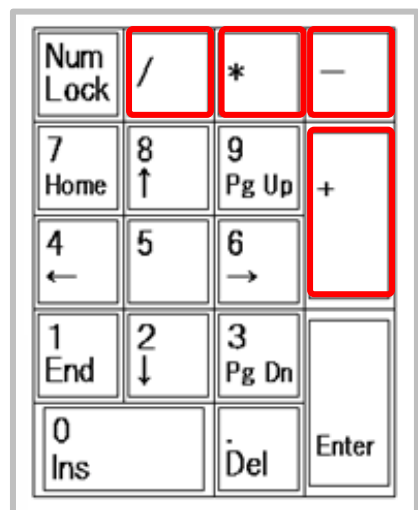 Num
Lock
/
*
—
7
Home
8
↑
9
Pg Up
+
4
←
5
6
→
1
End
2
↓
3
Pg Dn
Enter
0
Ins
.
Del